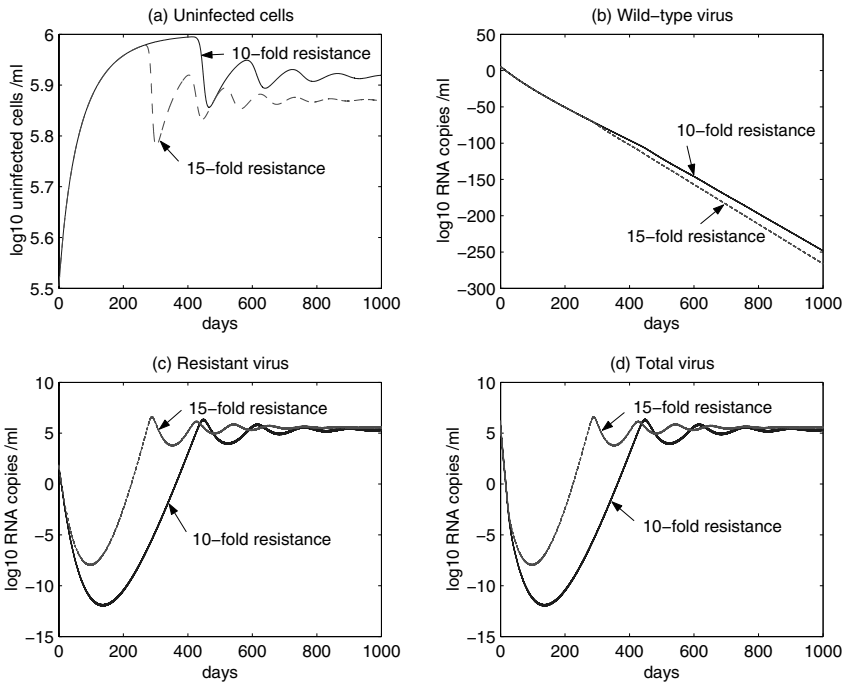 (a) Uninfected cells
6
5.9
5.8
5.7
5.6
5.5
log10 uninfected cells /ml
10−fold resistance
15−fold resistance
0 200 400 600 800 1000
days
(b) Wild−type virus
50
0
−50
−100
−150
−200
−250
−300
log10 RNA copies /ml
10−fold resistance
15−fold resistance
0 200 400 600 800 1000
days
(c) Resistant virus
10
5
0
−5
−10
−15
log10 RNA copies /ml
15−fold resistance
10−fold resistance
0 200 400 600 800 1000
days
(d) Total virus
10
5
0
−5
−10
−15
log10 RNA copies /ml
15−fold resistance
10−fold resistance
0 200 400 600 800 1000
days